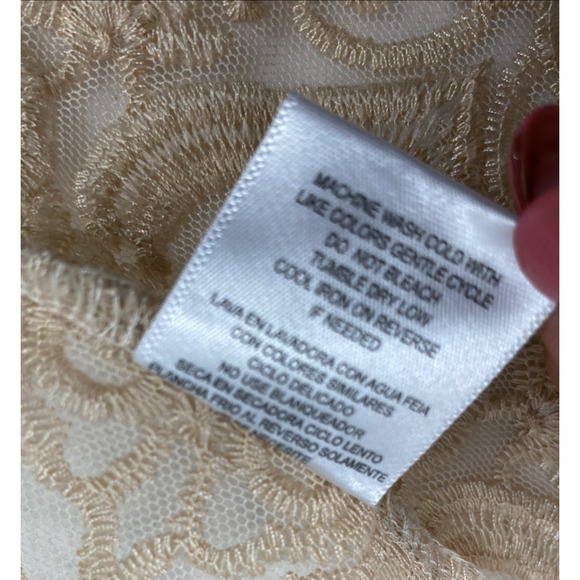 MACHINE WASH COLD WITH
LIKE COLORS GENTLE CYCLE
DO NOT BLEACH
TUMBLE DRY LOW
COOL IRON ON REVERSE
IF NEEDED
LAVA EN LAVADORA CON AGUA FEIA
CON COLORES SIMILARES
CICLO DELICADO
NO USE BLANQUEADOR
SECA EN SECADORA CICLO LENTO
PLANCHA FRIO AL REVERSO SOLAMENTE